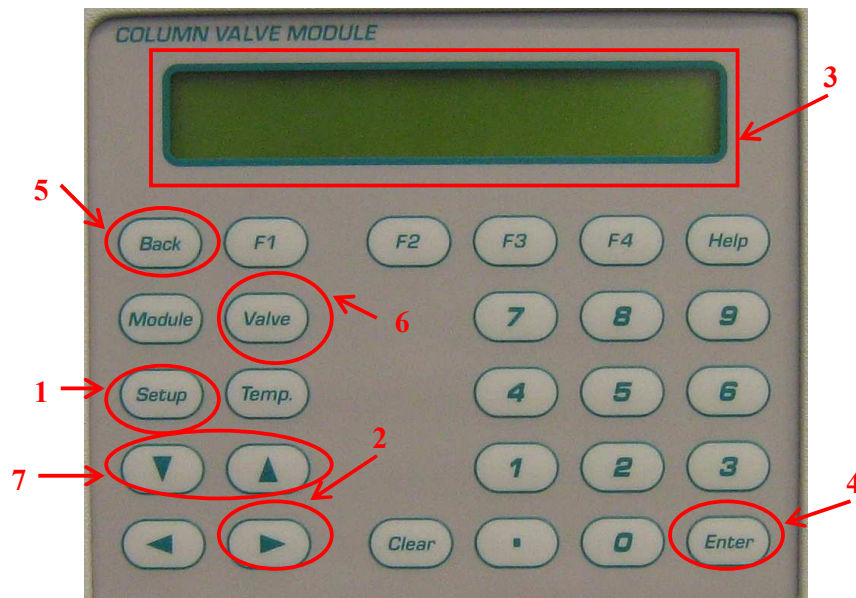 COLUMN VALVE MODULE
3
5
Back F1 F2 F3 F4 Help
Module Valve 6 7 8 9
1 Setup Temp. 4 5 6
2
7 1 2 3
4
Clear . 0 Enter